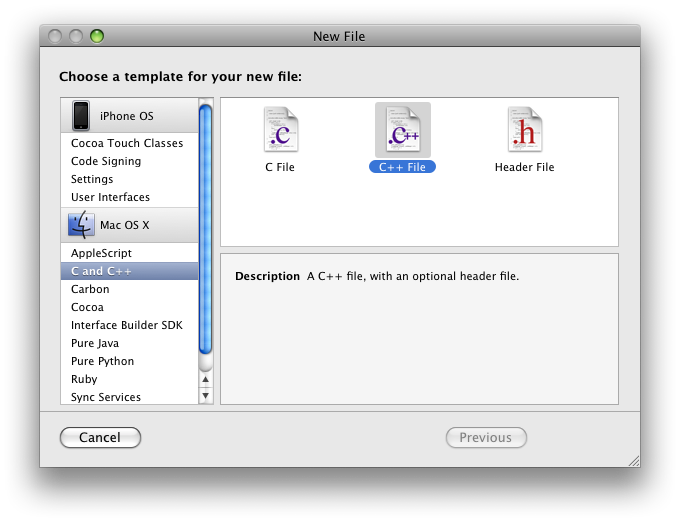 New File
Choose a template for your new file:
iPhone OS
Cocoa Touch Classes
Code Signing
Settings
User Interfaces
Mac OS X
AppleScript
C and C++
Carbon
Cocoa
Interface Builder SDK
Pure Java
Pure Python
Ruby
Sync Services
.c
.c++
.h
C File
C++ File
Header File
Description A C++ file, with an optional header file.
Cancel
Previous